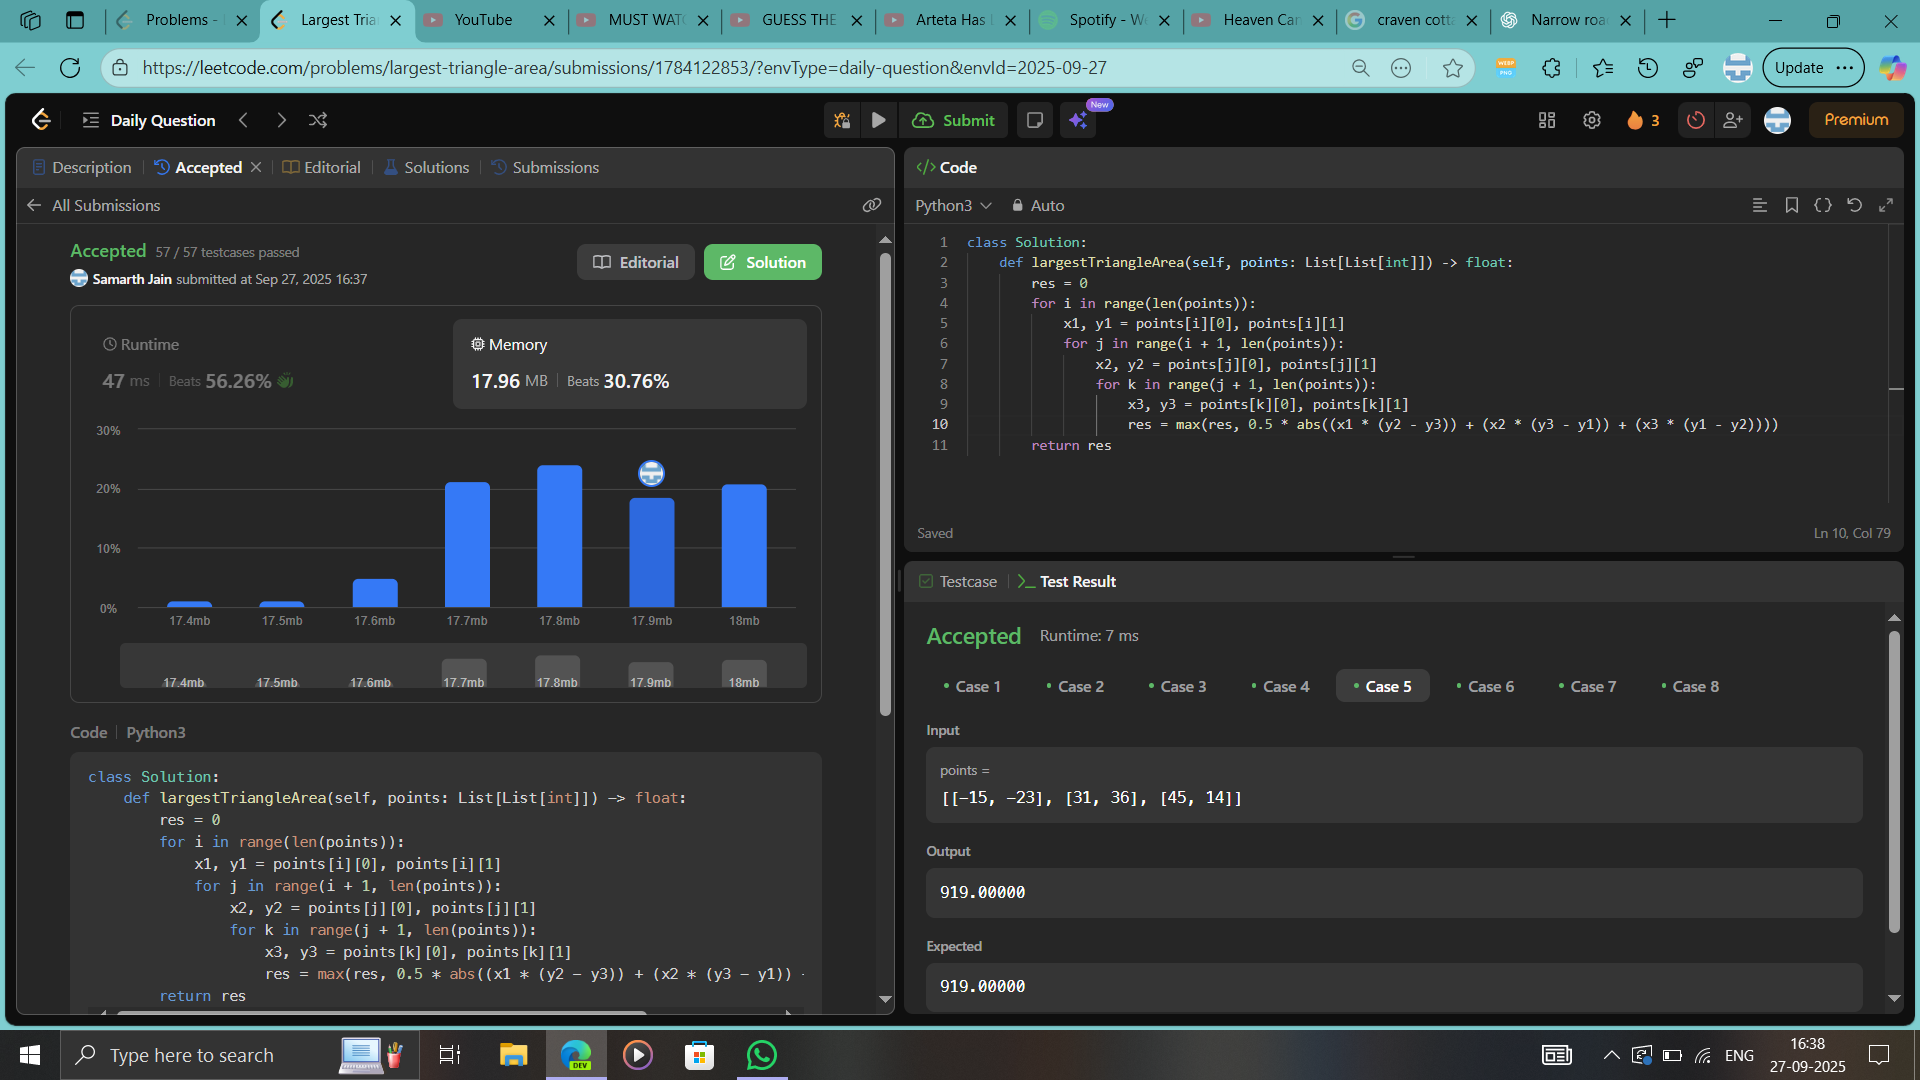 Problems -
Largest Tria
YouTube
MUST WAT
GUESS THE
Arteta Has
Spotify - W
Heaven Car
craven cotta
Narrow roa
https://leetcode.com/problems/largest-triangle-area/submissions/1784122853/?envType=daily-question&envId=2025-09-27
Update
Daily Question
Submit
New
3
Premium
Description
Accepted
Editorial
Solutions
Submissions
All Submissions
Accepted 57 / 57 testcases passed
Samarth Jain submitted at Sep 27, 2025 16:37
Editorial
Solution
Runtime
47 ms Beats 56.26%
Memory
17.96 MB Beats 30.76%
30%
20%
10%
0%
17.4mb 17.5mb 17.6mb 17.7mb 17.8mb 17.9mb 18mb
17.4mb 17.5mb 17.6mb 17.7mb 17.8mb 17.9mb 18mb
Code Python3
class Solution:
def largestTriangleArea(self, points: List[List[int]]) -> float:
res = 0
for i in range(len(points)):
x1, y1 = points[i][0], points[i][1]
for j in range(i + 1, len(points)):
x2, y2 = points[j][0], points[j][1]
for k in range(j + 1, len(points)):
x3, y3 = points[k][0], points[k][1]
res = max(res, 0.5 * abs((x1 * (y2 - y3)) + (x2 * (y3 - y1)) -
return res
Code
Python3 Auto
1 class Solution:
2 def largestTriangleArea(self, points: List[List[int]]) -> float:
3 res = 0
4 for i in range(len(points)):
5 x1, y1 = points[i][0], points[i][1]
6 for j in range(i + 1, len(points)):
7 x2, y2 = points[j][0], points[j][1]
8 for k in range(j + 1, len(points)):
9 x3, y3 = points[k][0], points[k][1]
10 res = max(res, 0.5 * abs((x1 * (y2 - y3)) + (x2 * (y3 - y1)) + (x3 * (y1 - y2))))
11 return res
Saved
Ln 10, Col 79
Testcase
Test Result
Accepted Runtime: 7 ms
Case 1 Case 2 Case 3 Case 4 Case 5 Case 6 Case 7 Case 8
Input
points =
[[-15, -23], [31, 36], [45, 14]]
Output
919.00000
Expected
919.00000
Type here to search
DEV
ENG
16:38
27-09-2025